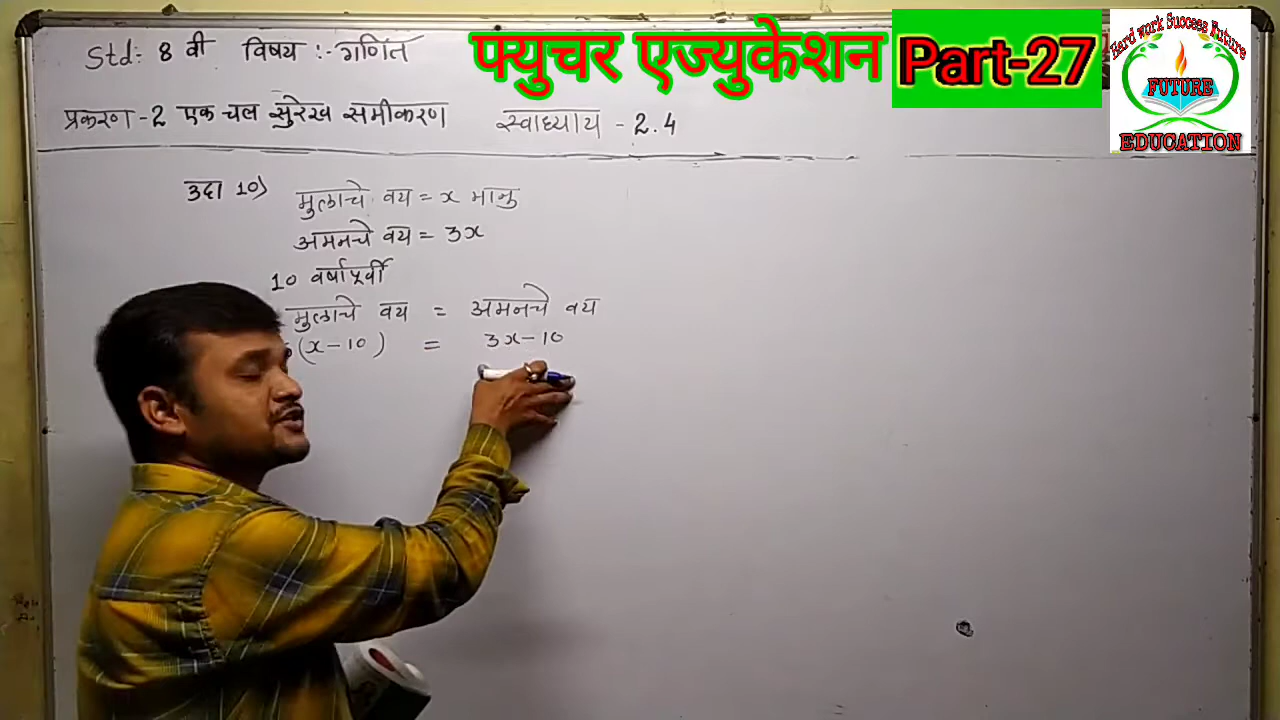 Std: 8 वी विषय :- गणित
फ्युचर एज्युकेशन
Part-27
Hard work Success Future
FUTURE
EDUCATION
प्रकरण -2 एक चल सुरेख समीकरण स्वाध्याय - 2.4
उदा 10) मुलाचे वय = x मानु
अमनचे वय = 3x
10 वर्षापूर्वी
मुलाचे वय = अमनचे वय
(x - 10) = 3x - 10